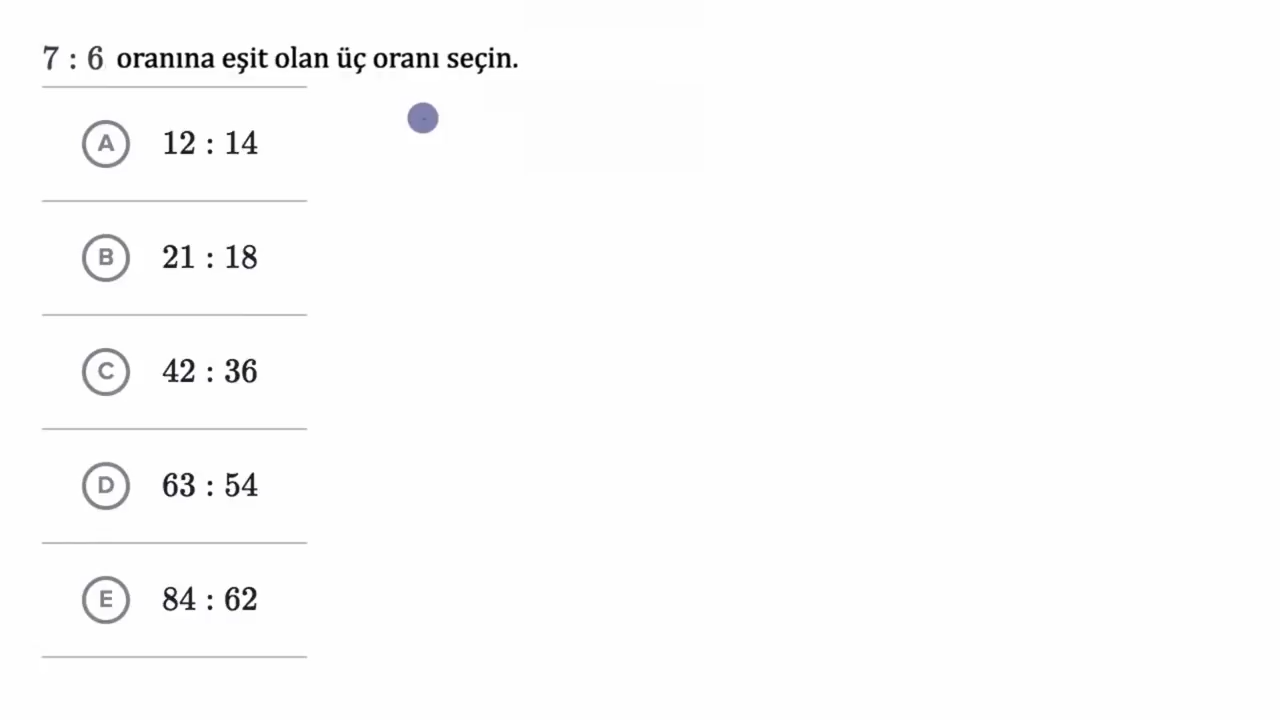 7 : 6 oranına eşit olan üç oranı seçin.
A 12 : 14
B 21 : 18
C 42 : 36
D 63 : 54
E 84 : 62